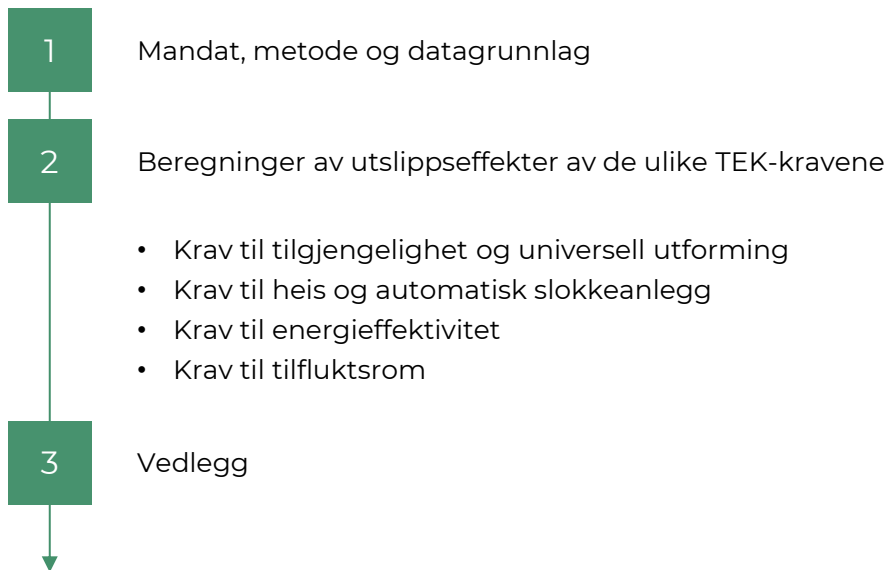 1
Mandat, metode og datagrunnlag
2
Beregninger av utslippseffekter av de ulike TEK-kravene
• Krav til tilgjengelighet og universell utforming
• Krav til heis og automatisk slokkeanlegg
• Krav til energieffektivitet
• Krav til tilfluktsrom
3
Vedlegg